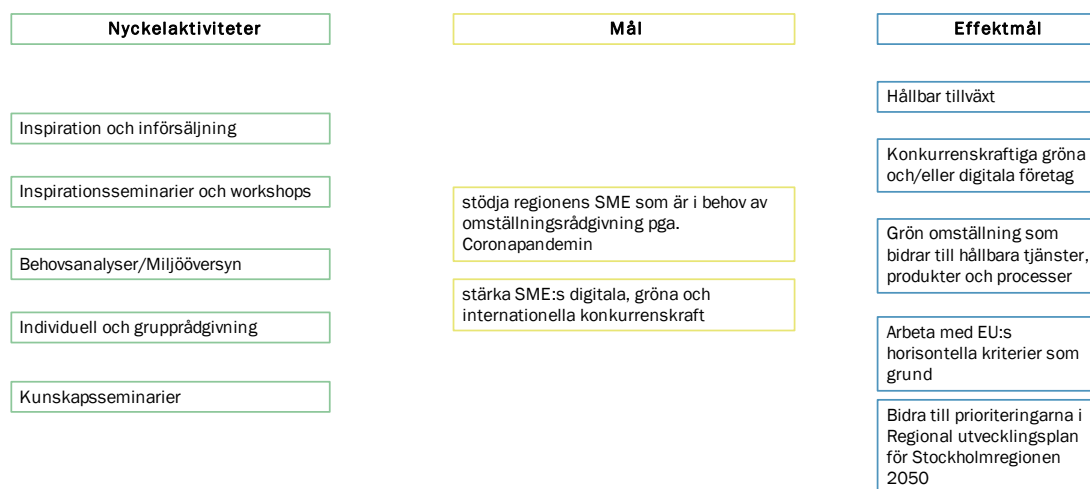 Nyckelaktiviteter
Inspiration och införsäljning
Inspirationsseminarier och workshops
Behovsanalyser/Miljööversyn
Individuell och grupprådgivning
Kunskapsseminarier
Mål
stödja regionens SME som är i behov av
omställningsrådgivning pga.
Coronapandemin
stärka SME:s digitala, gröna och
internationella konkurrenskraft
Effektmål
Hållbar tillväxt
Konkurrenskraftiga gröna
och/eller digitala företag
Grön omställning som
bidrar till hållbara tjänster,
produkter och processer
Arbeta med EU:s
horisontella kriterier som
grund
Bidra till prioriteringarna i
Regional utvecklingsplan
för Stockholmregionen
2050